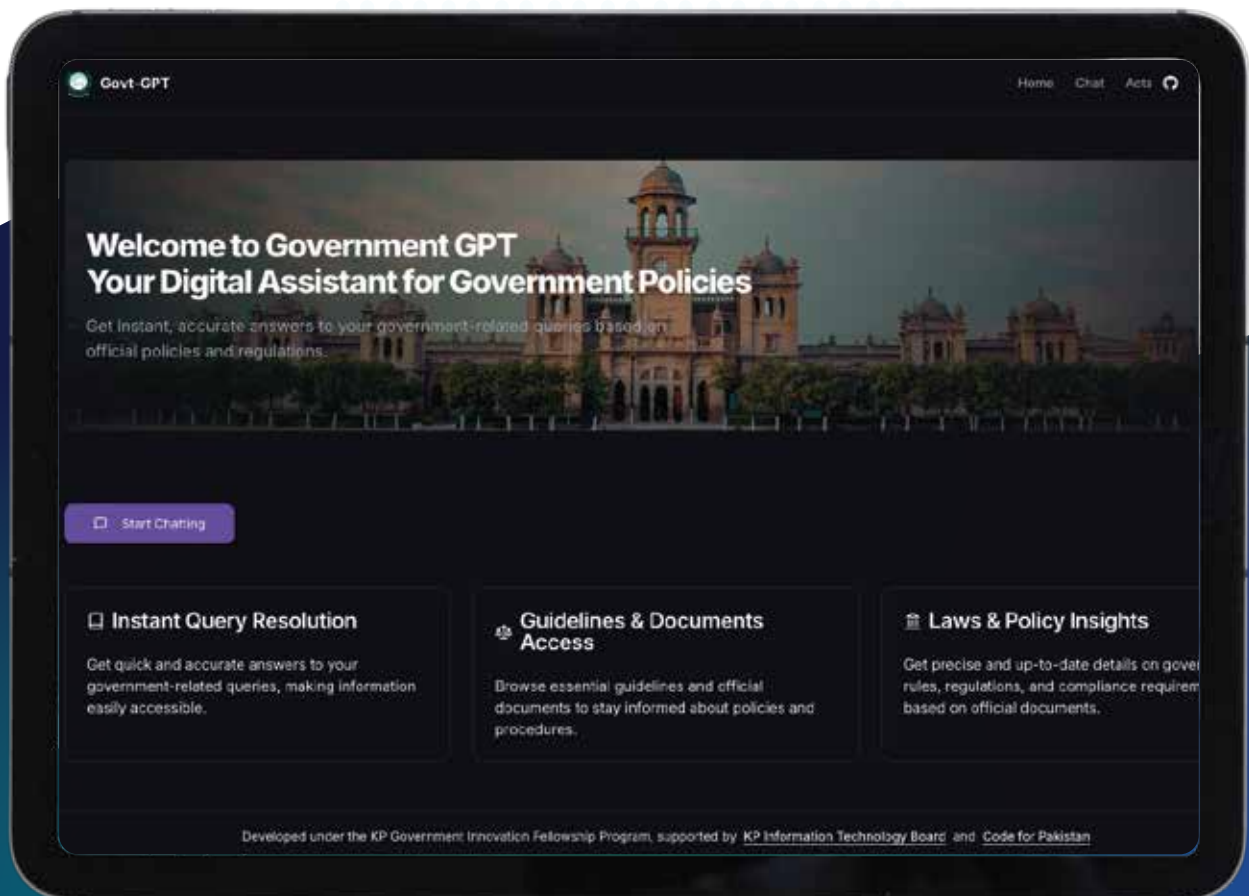 Govt-GPT
Home Chat Acts
Welcome to Government GPT
Your Digital Assistant for Government Policies
Get instant, accurate answers to your government-related queries based on
official policies and regulations.
Start Chatting
Instant Query Resolution
Get quick and accurate answers to your
government-related queries, making information
easily accessible.
Guidelines & Documents
Access
Browse essential guidelines and official
documents to stay informed about policies and
procedures.
Laws & Policy Insights
Get precise and up-to-date details on gover
rules, regulations, and compliance requirem
based on official documents.
Developed under the KP Government Innovation Fellowship Program, supported by KP Information Technology Board and Code for Pakistan